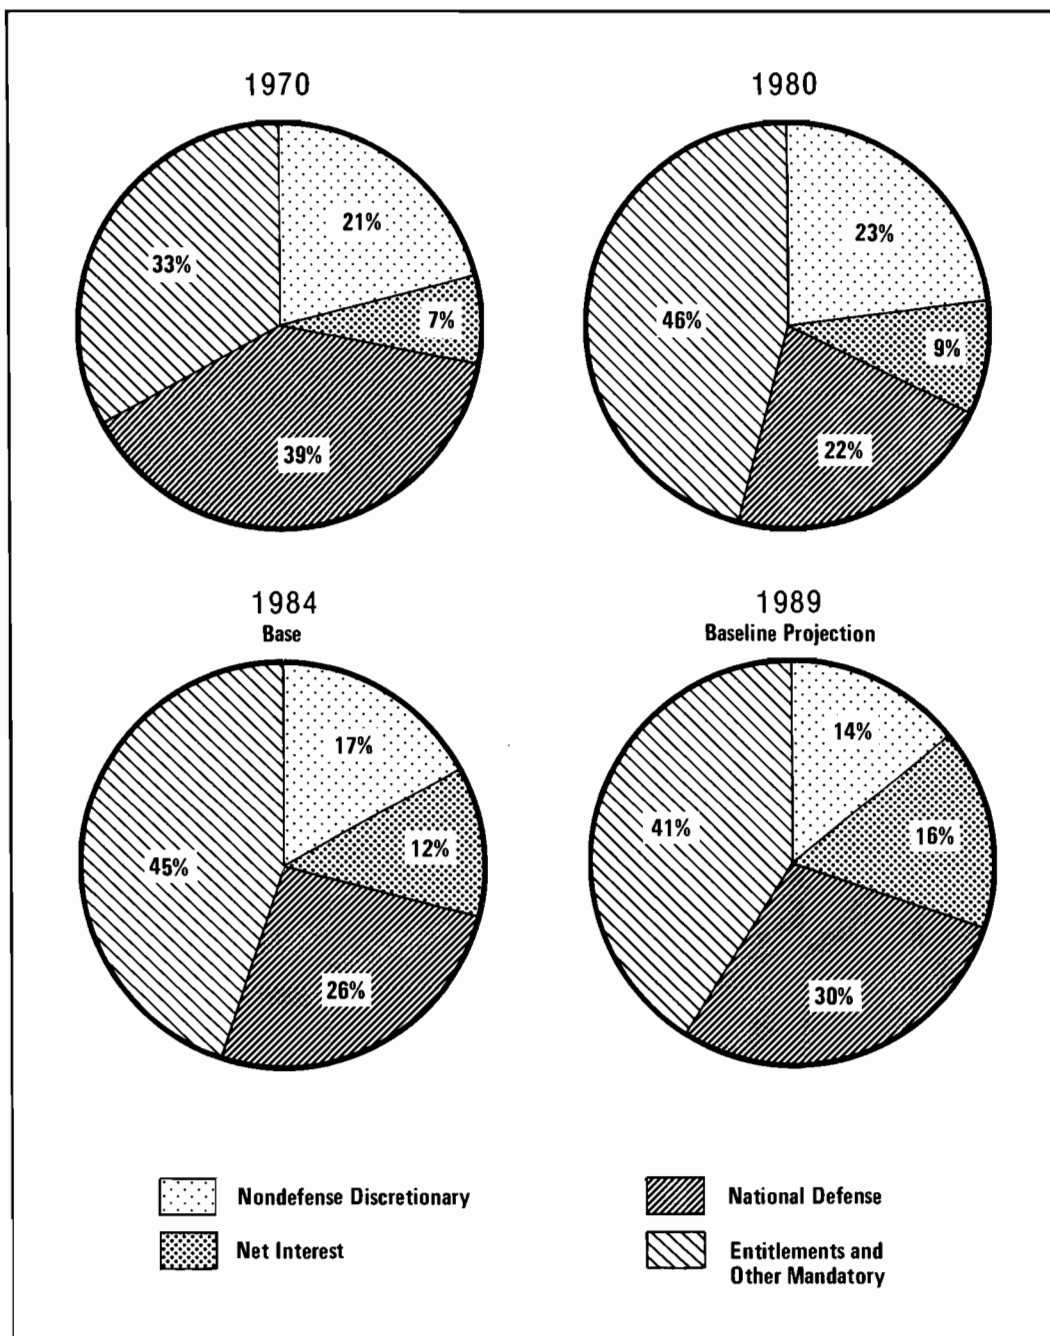 1970
21%
7%
39%
33%
1980
23%
9%
22%
46%
1984
Base
17%
12%
26%
45%
1989
Baseline Projection
14%
16%
30%
41%
Nondefense Discretionary
Net Interest
National Defense
Entitlements and
Other Mandatory